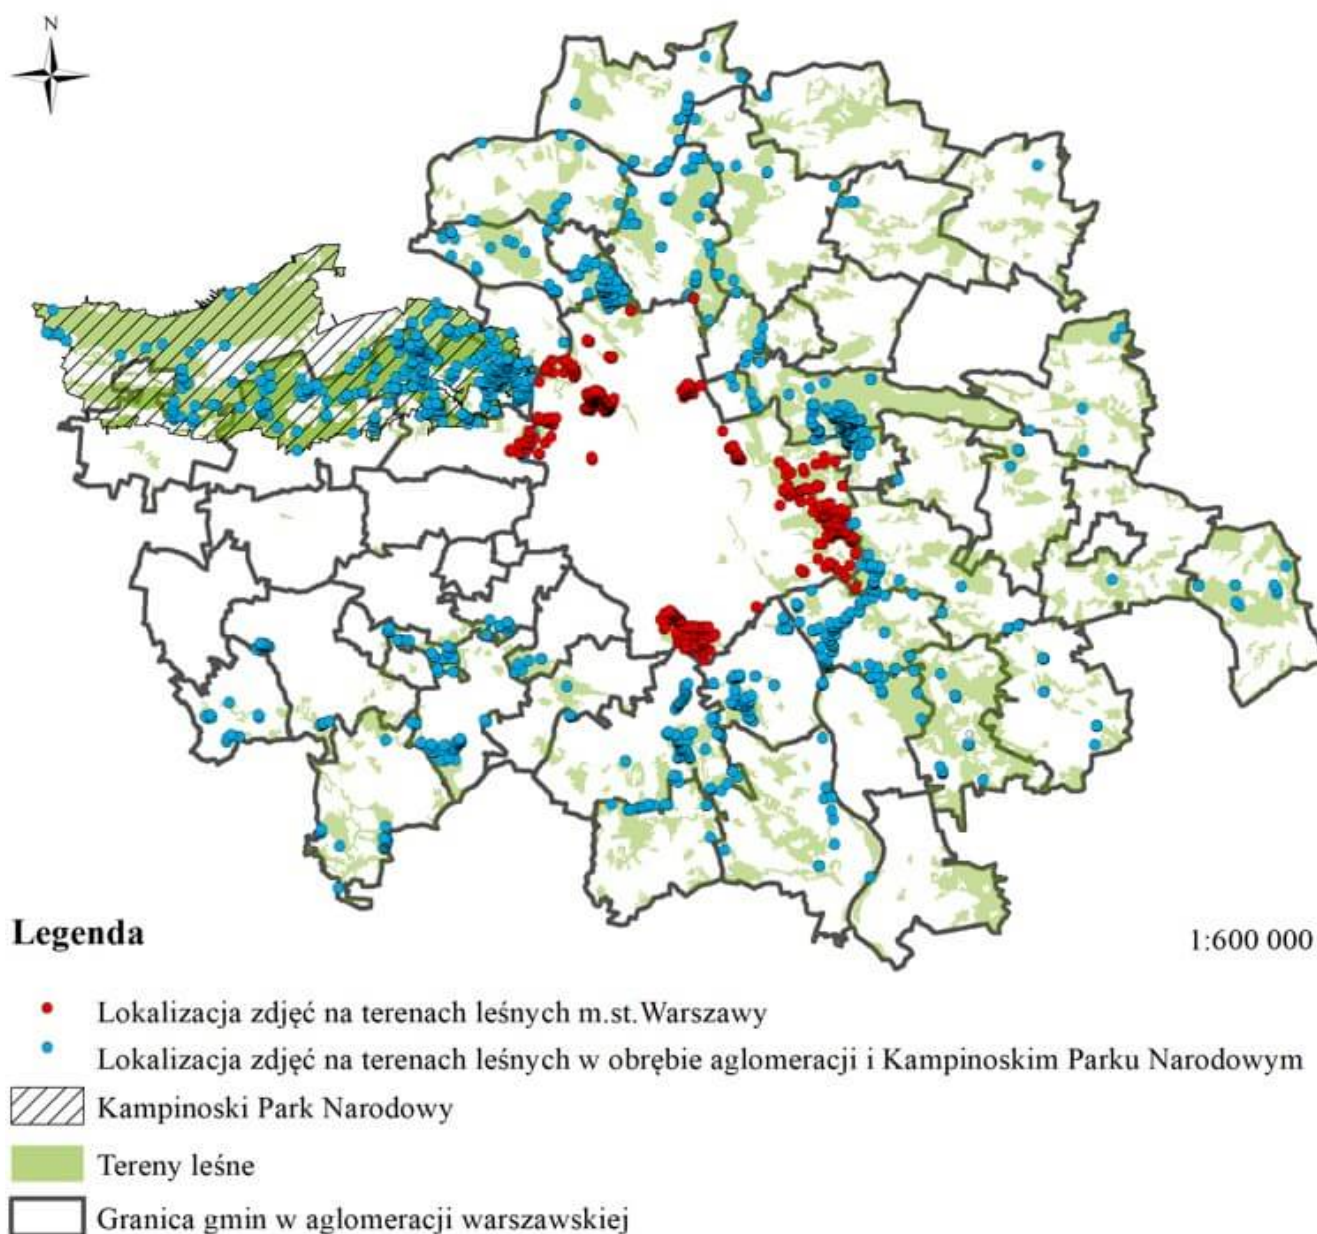 N
Legenda
1:600 000
Lokalizacja zdjęć na terenach leśnych m.st.Warszawy
Lokalizacja zdjęć na terenach leśnych w obrębie aglomeracji i Kampinoskim Parku Narodowym
Kampinoski Park Narodowy
Tereny leśne
Granica gmin w aglomeracji warszawskiej